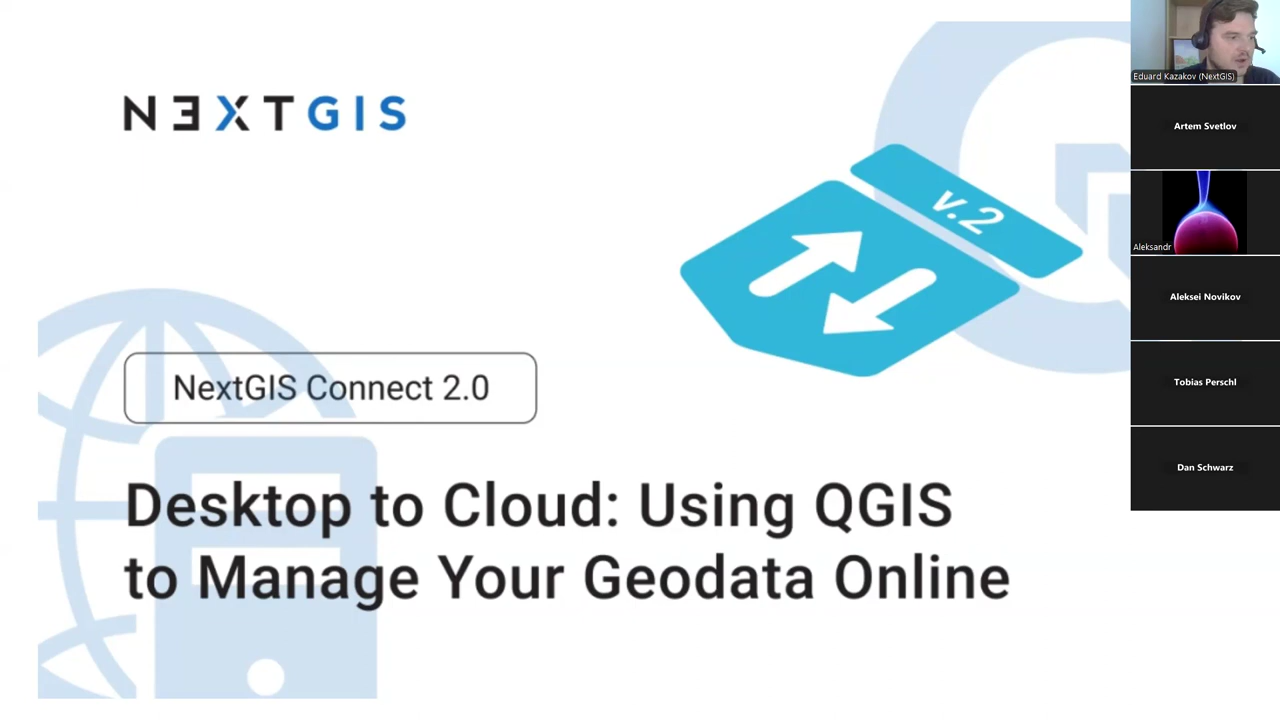 NEXTGIS
v.2
NextGIS Connect 2.0
Desktop to Cloud: Using QGIS
to Manage Your Geodata Online
Eduard Kazakov (NextGIS)
Artem Svetlov
Aleksandr
Aleksei Novikov
Tobias Perschl
Dan Schwarz